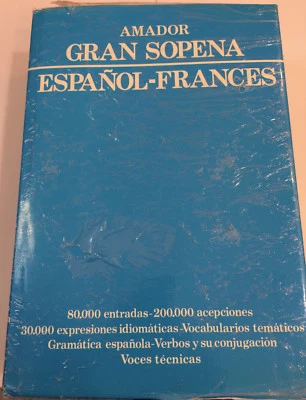 AMADOR
GRAN SOPENA
ESPAÑOL-FRANCES
80.000 entradas-200.000 acepciones
30.000 expresiones idiomáticas-Vocabularios temáticos
Gramática española-Verbos y su conjugación
Voces técnicas